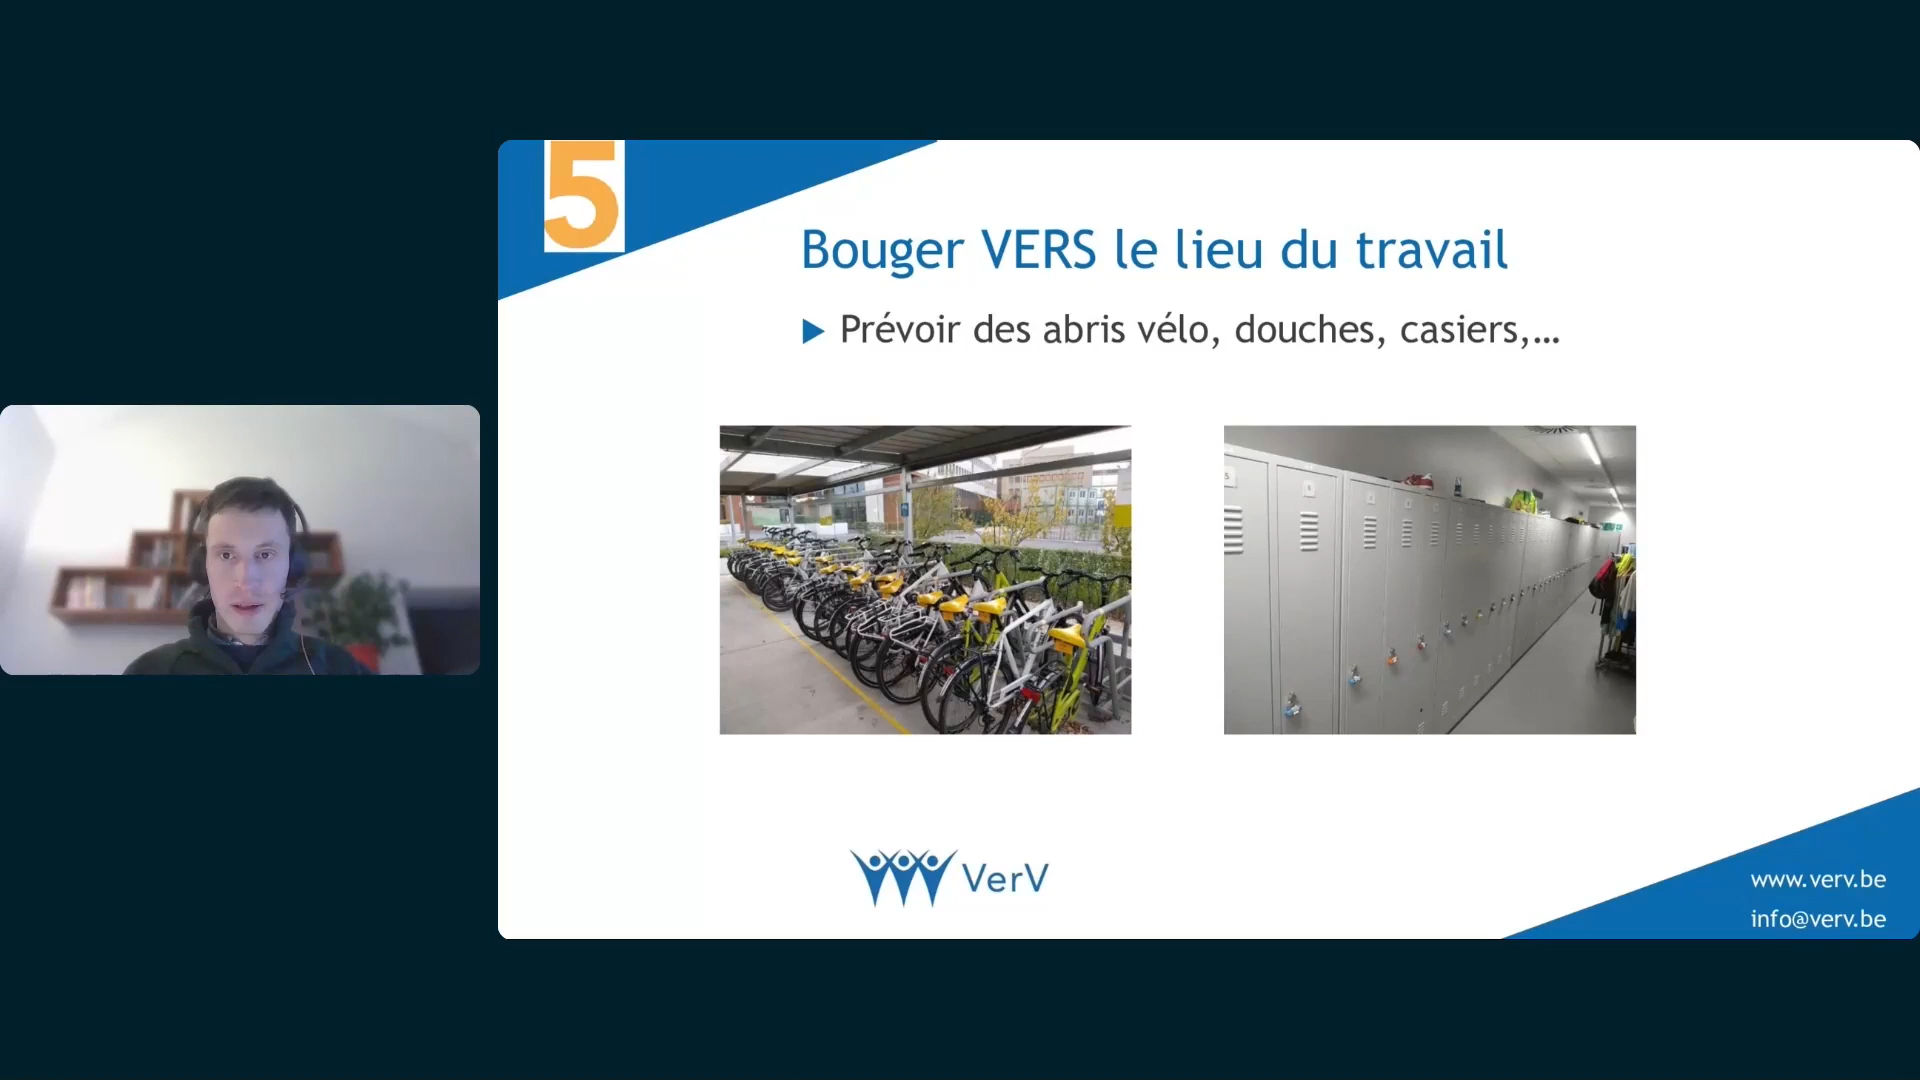 5
Bouger VERS le lieu du travail
Prévoir des abris vélo, douches, casiers,...
VerV
www.verv.be
info@verv.be